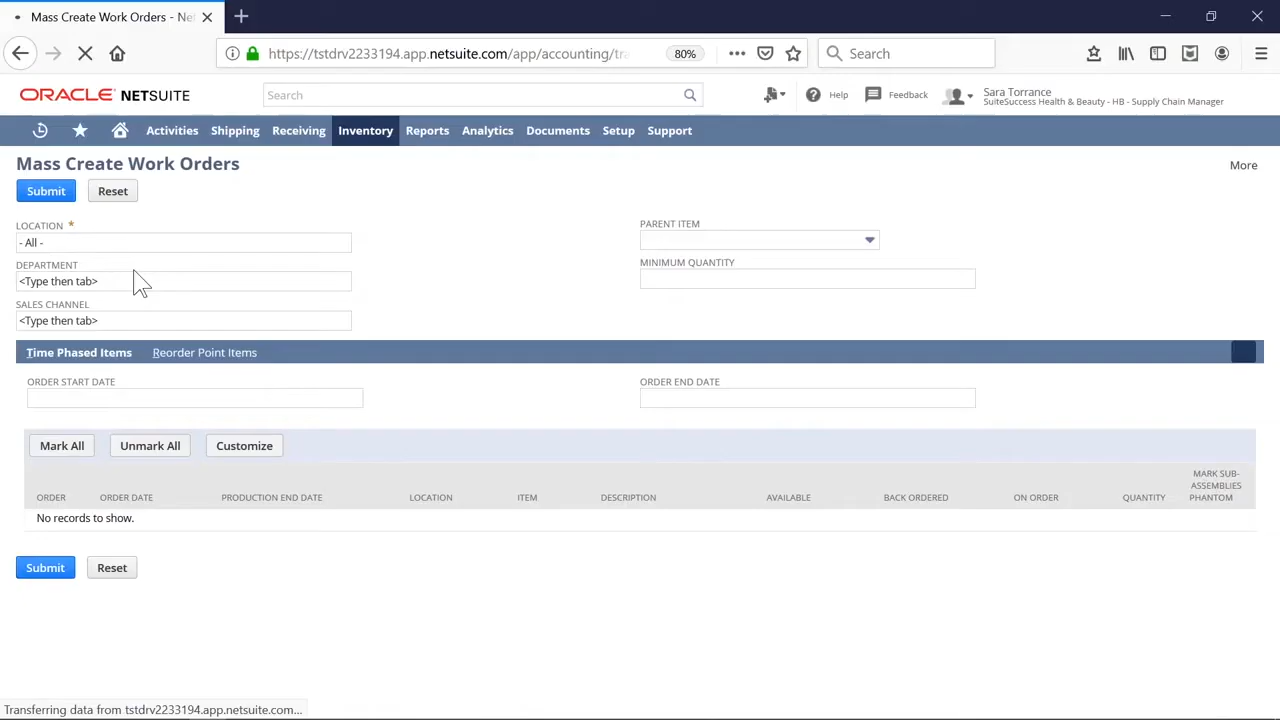 Mass Create Work Orders - Net
https://tstdrv2233194.app.netsuite.com/app/accounting/tra
80%
Search
ORACLE NETSUITE
Search
Help
Feedback
Sara Torrance
SuiteSuccess Health & Beauty - HB - Supply Chain Manager
Activities Shipping Receiving Inventory Reports Analytics Documents Setup Support
Mass Create Work Orders
More
Submit Reset
LOCATION *
- All -
DEPARTMENT
<Type then tab>
SALES CHANNEL
<Type then tab>
PARENT ITEM
MINIMUM QUANTITY
Time Phased Items Reorder Point Items
ORDER START DATE
ORDER END DATE
Mark All Unmark All Customize
ORDER ORDER DATE PRODUCTION END DATE LOCATION ITEM DESCRIPTION AVAILABLE BACK ORDERED ON ORDER QUANTITY
MARK SUB-
ASSEMBLIES
PHANTOM
No records to show.
Submit Reset
Transferring data from tstdrv2233194.app.netsuite.com...